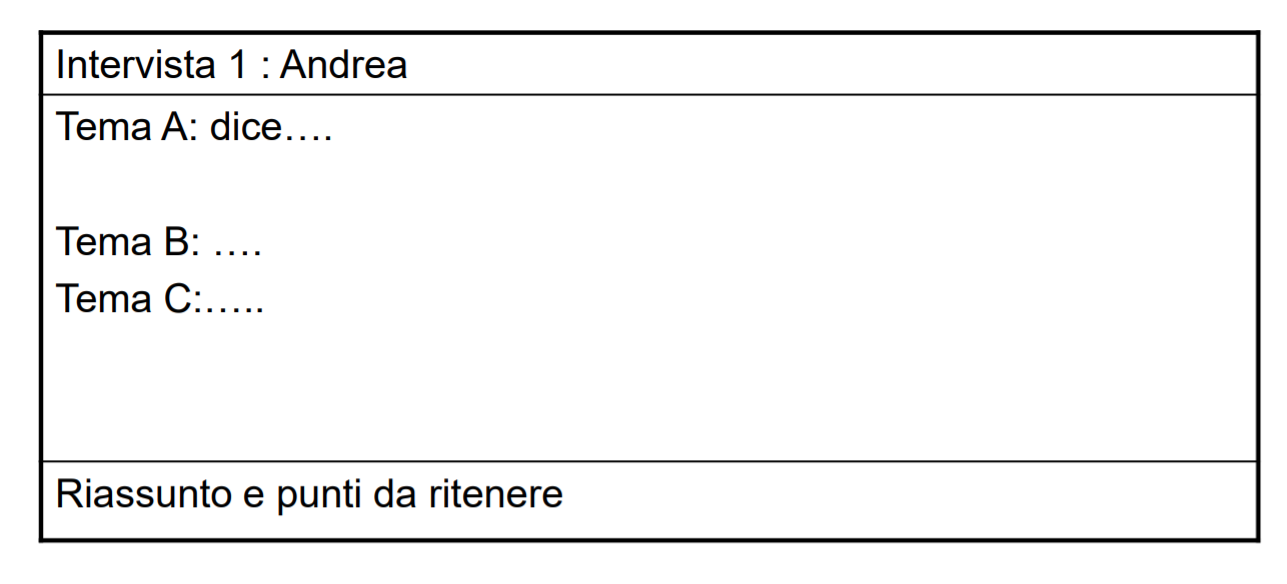 Intervista 1 : Andrea
Tema A: dice….
Tema B: ….
Tema C:…..
Riassunto e punti da ritenere